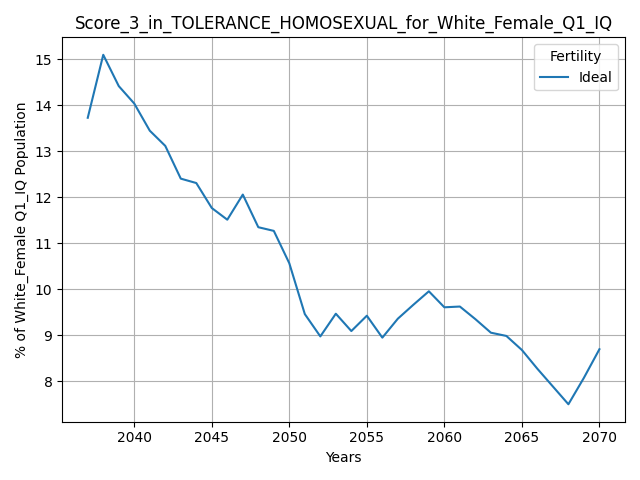 Score_3_in_TOLERANCE_HOMOSEXUAL_for_White_Female_Q1_IQ
Fertility
Ideal
% of White_Female Q1_IQ Population
15
14
13
12
11
10
9
8
2040 2045 2050 2055 2060 2065 2070
Years